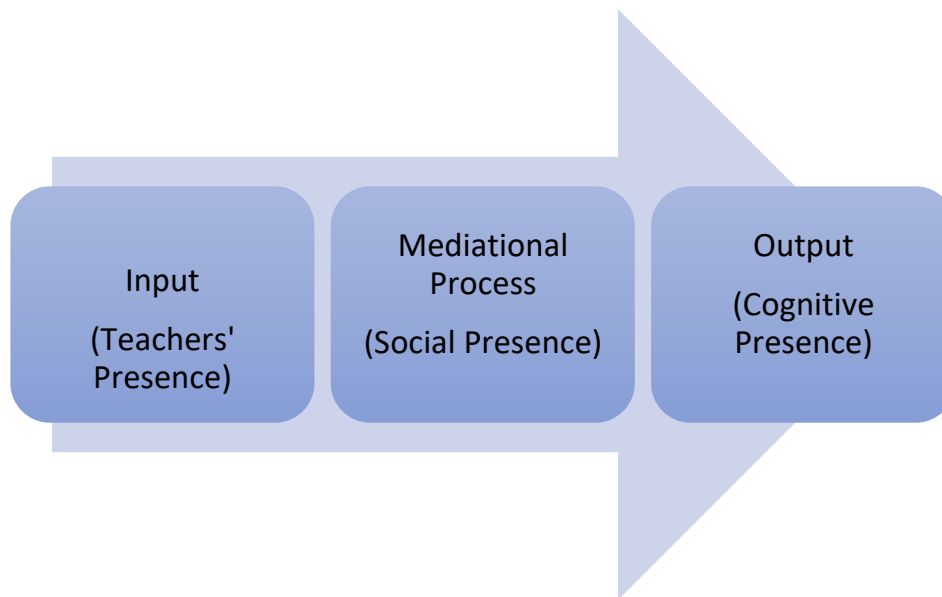 Input
(Teachers'
Presence)
Mediational
Process
(Social Presence)
Output
(Cognitive
Presence)